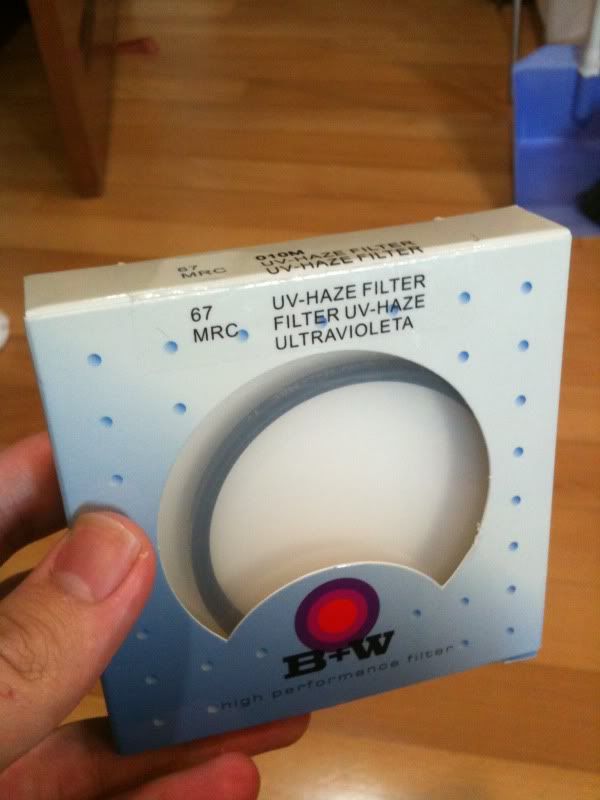 67 010M UV-HAZE FILTER
MRC UV-HAZE FILTER
67 UV-HAZE FILTER
MRC FILTER UV-HAZE
ULTRAVIOLETA
B+W
high performance filter